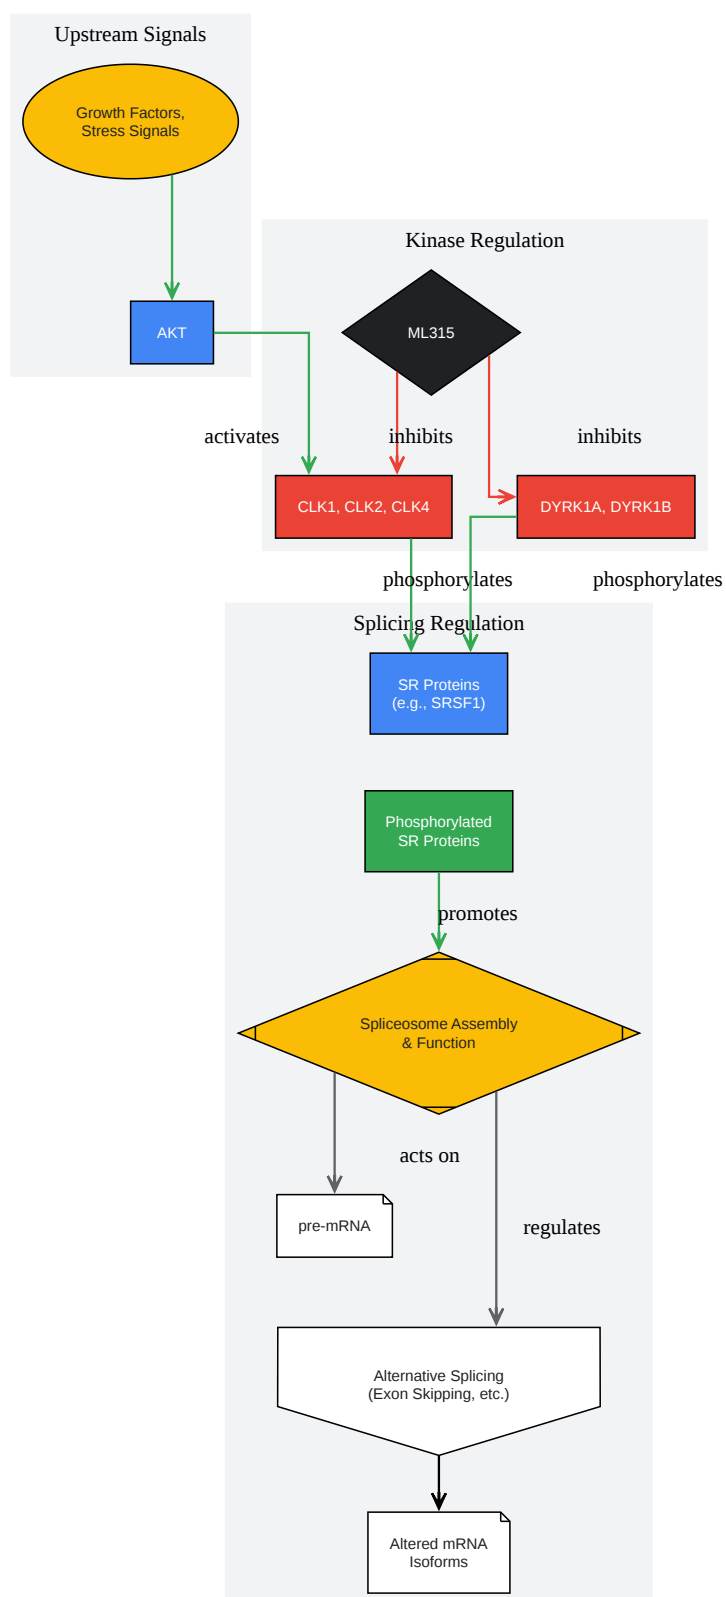 Upstream Signals
Growth Factors,
Stress Signals
Kinase Regulation
ML315
AKT
activates
inhibits
inhibits
CLK1, CLK2, CLK4
DYRK1A, DYRK1B
phosphorylates
phosphorylates
Splicing Regulation
SR Proteins
(e.g., SRSF1)
Phosphorylated
SR Proteins
promotes
Spliceosome Assembly
& Function
acts on
pre-mRNA
regulates
Alternative Splicing
(Exon Skipping, etc.)
Altered mRNA
Isoforms